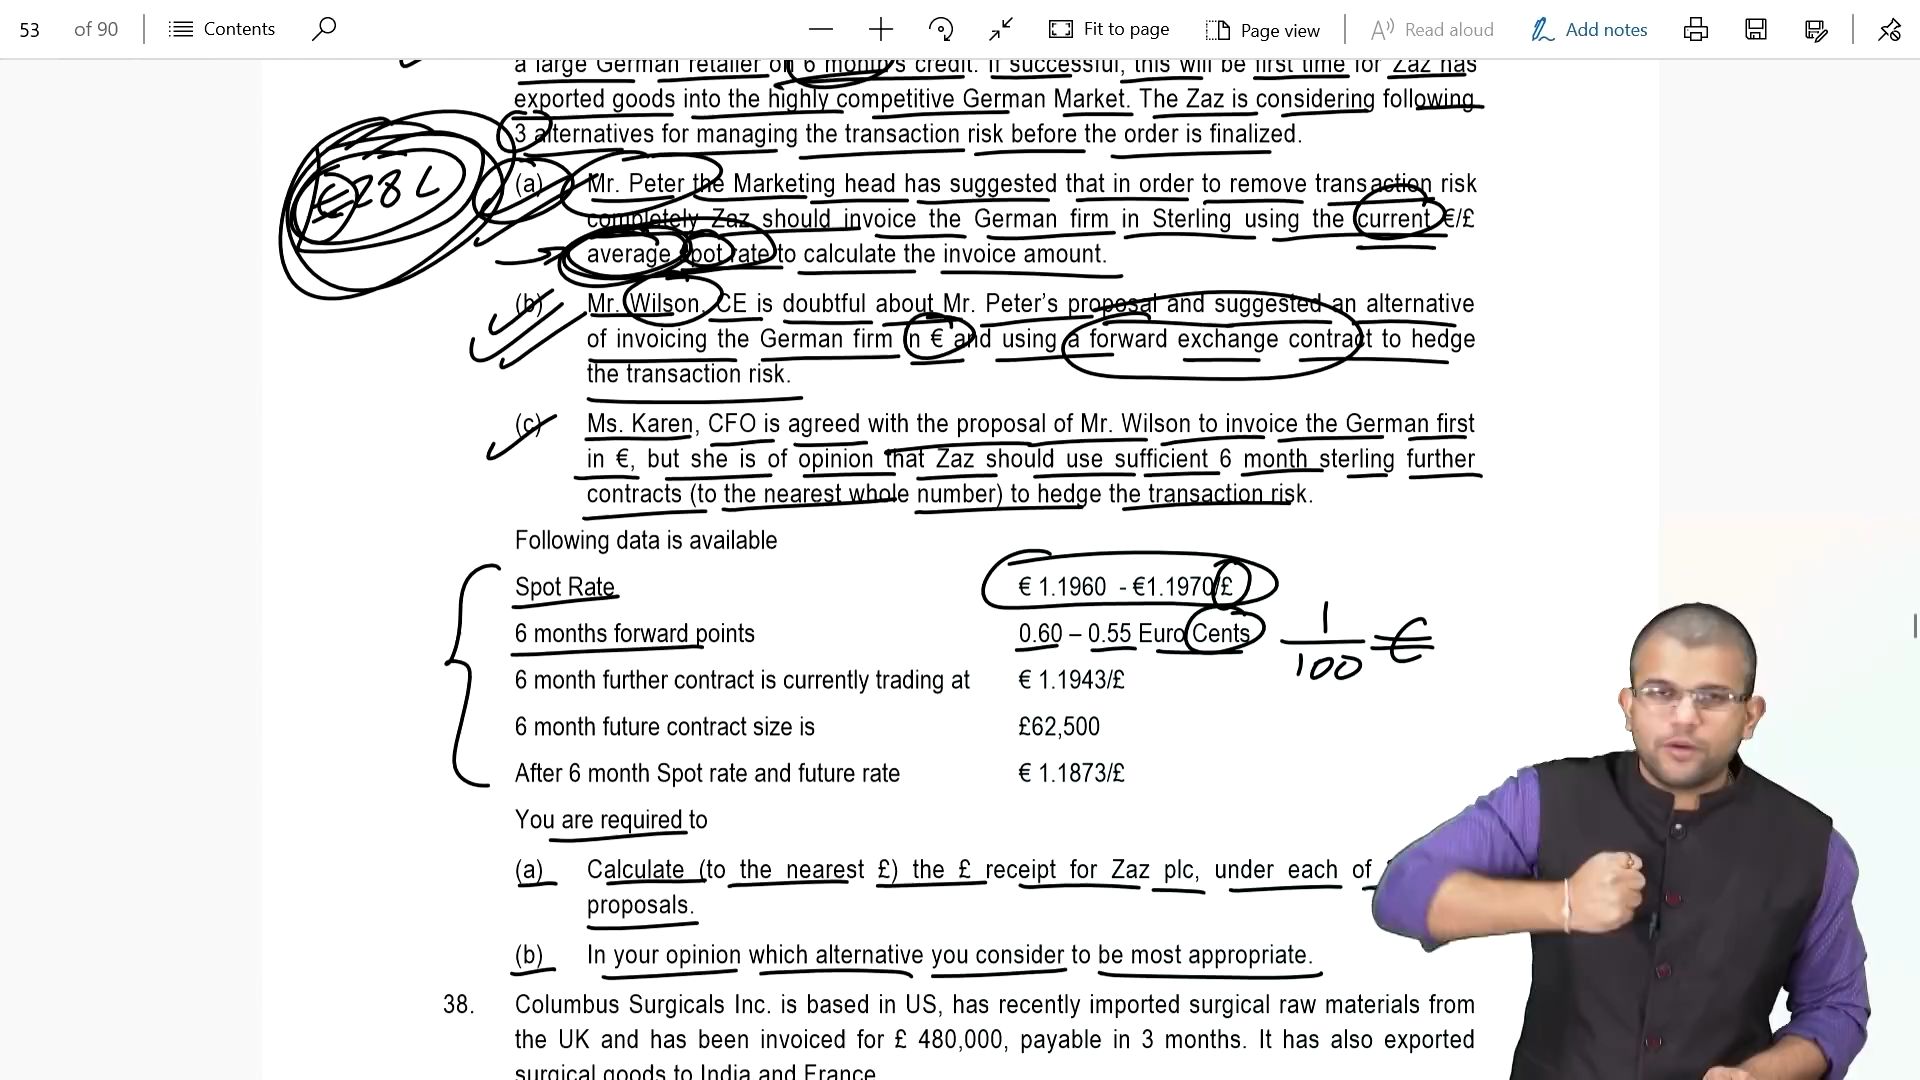 53 of 90 Contents Fit to page Page view Read aloud Add notes
a large German retailer on 6 month's credit. If successful, this will be first time for Zaz has
exported goods into the highly competitive German Market. The Zaz is considering following
3 alternatives for managing the transaction risk before the order is finalized.
€28 L
(a) Mr. Peter the Marketing head has suggested that in order to remove transaction risk
completely Zaz should invoice the German firm in Sterling using the current €/£
average spot rate to calculate the invoice amount.
(b) Mr. Wilson, CE is doubtful about Mr. Peter's proposal and suggested an alternative
of invoicing the German firm in € and using a forward exchange contract to hedge
the transaction risk.
(c) Ms. Karen, CFO is agreed with the proposal of Mr. Wilson to invoice the German first
in €, but she is of opinion that Zaz should use sufficient 6 month sterling further
contracts (to the nearest whole number) to hedge the transaction risk.
Following data is available
Spot Rate € 1.1960 - €1.1970/£
6 months forward points 0.60 – 0.55 Euro Cents 1/100 €
6 month further contract is currently trading at € 1.1943/£
6 month future contract size is £62,500
After 6 month Spot rate and future rate € 1.1873/£
You are required to
(a) Calculate (to the nearest £) the £ receipt for Zaz plc, under each of
proposals.
(b) In your opinion which alternative you consider to be most appropriate.
38. Columbus Surgicals Inc. is based in US, has recently imported surgical raw materials from
the UK and has been invoiced for £ 480,000, payable in 3 months. It has also exported
surgical goods to India and France.